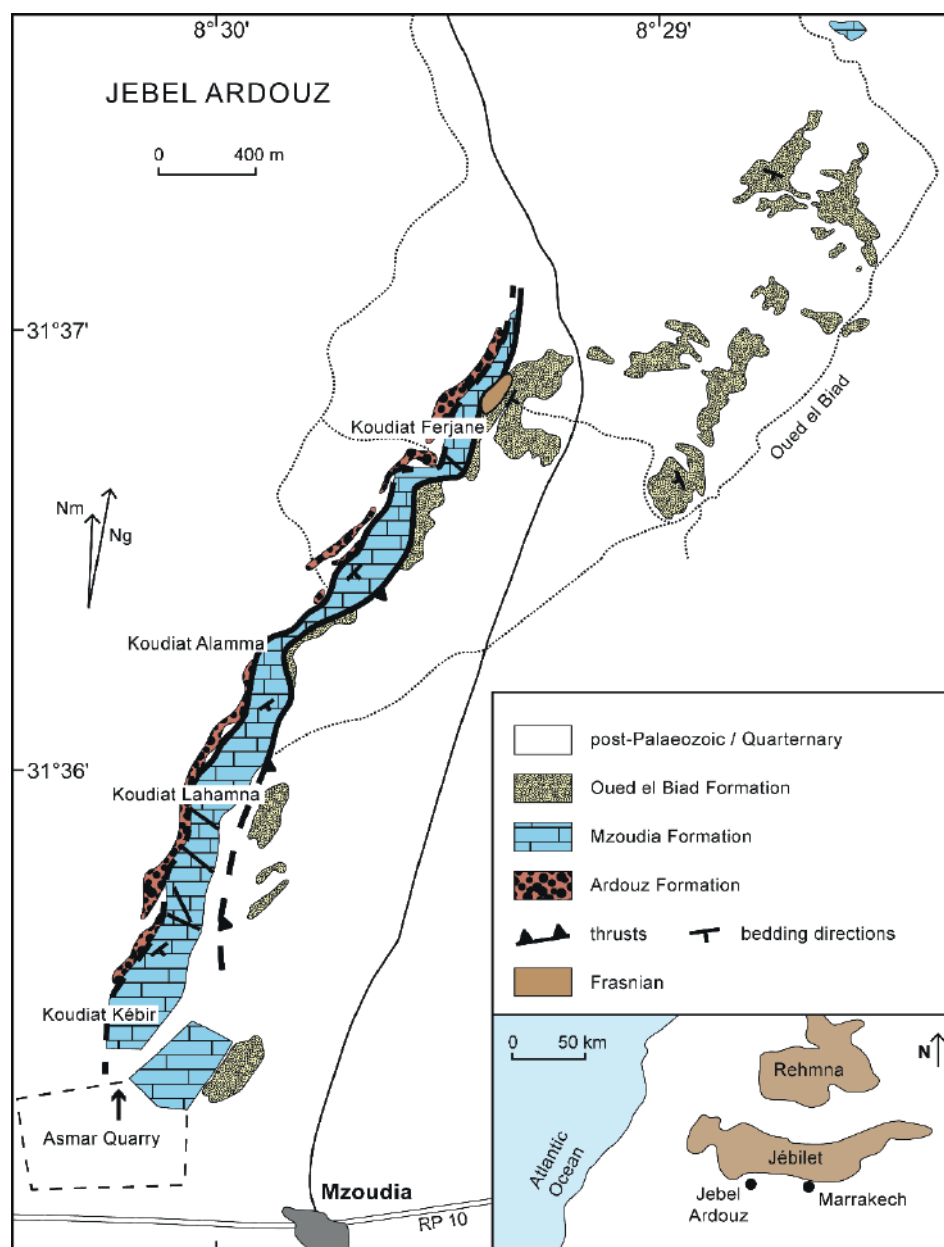 8°30'
8°29'
JEBEL ARDOUZ
0 400 m
31°37'
Koudiat Ferjane
Oued el Biad
Nm
Ng
Koudiat Alamma
31°36'
Koudiat Lahamna
Koudiat Kébir
Asmar Quarry
Mzoudia
RP 10
post-Palaeozoic / Quarternary
Oued el Biad Formation
Mzoudia Formation
Ardouz Formation
thrusts
bedding directions
Frasnian
0 50 km
N
Rehmna
Atlantic
Ocean
Jébilet
Jebel
Ardouz
Marrakech